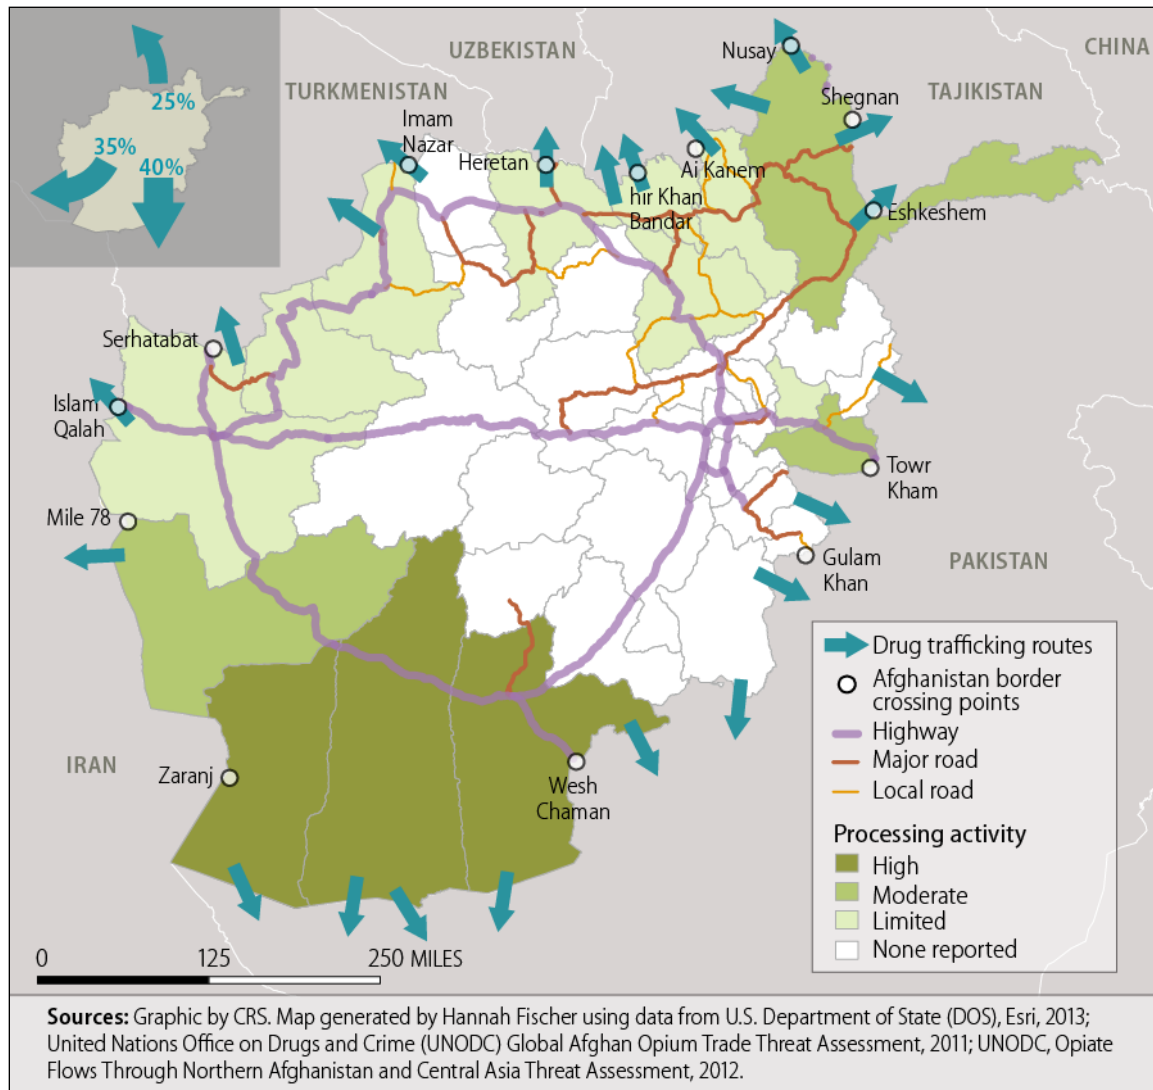 UZBEKISTAN
Nusay
CHINA
25%
TURKMENISTAN
Shegnan
TAJIKISTAN
Imam
Nazar
35%
Heretan
40%
Ai Kanem
hir Khan
Bandar
Eshkeshem
Serhatabat
Islam
Qalah
Towr
Kham
Mile 78
Gulam
Khan
PAKISTAN
Drug trafficking routes
Afghanistan border
crossing points
Highway
IRAN
Zaranj
Major road
Wesh
Chaman
Local road
Processing activity
High
Moderate
Limited
None reported
0 125 250 MILES
Sources: Graphic by CRS. Map generated by Hannah Fischer using data from U.S. Department of State (DOS), Esri, 2013;
United Nations Office on Drugs and Crime (UNODC) Global Afghan Opium Trade Threat Assessment, 2011; UNODC, Opiate
Flows Through Northern Afghanistan and Central Asia Threat Assessment, 2012.